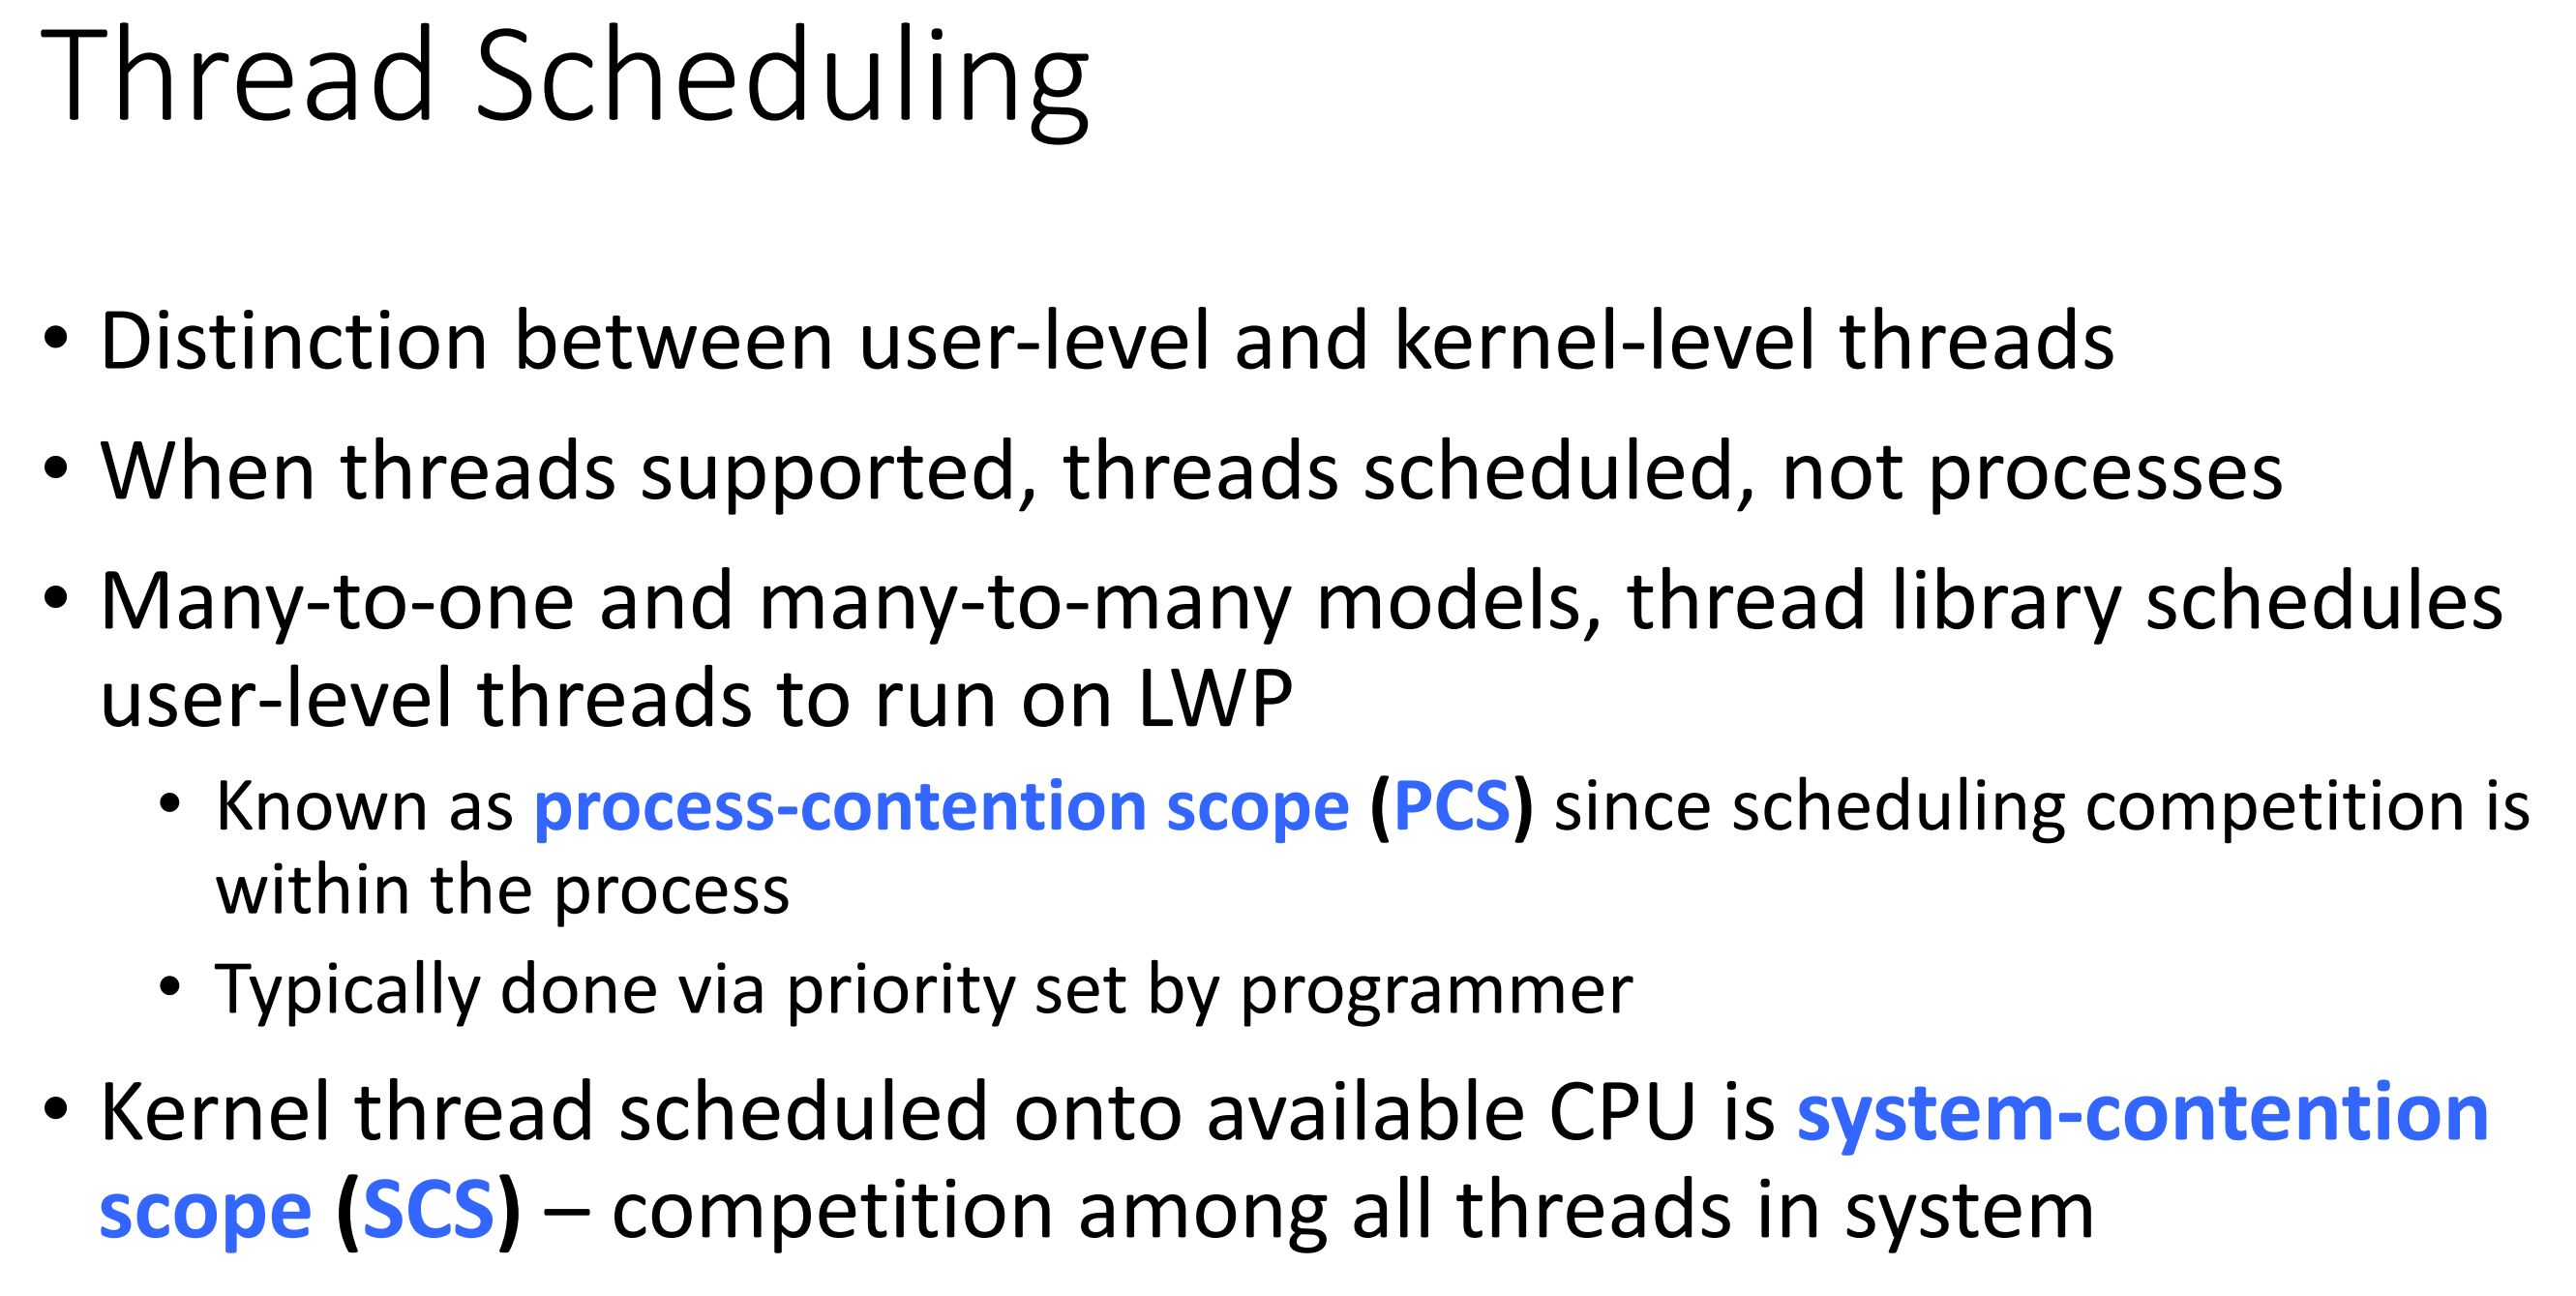 Thread Scheduling
• Distinction between user-level and kernel-level threads
• When threads supported, threads scheduled, not processes
• Many-to-one and many-to-many models, thread library schedules
user-level threads to run on LWP
• Known as process-contention scope (PCS) since scheduling competition is
within the process
• Typically done via priority set by programmer
• Kernel thread scheduled onto available CPU is system-contention
scope (SCS) – competition among all threads in system